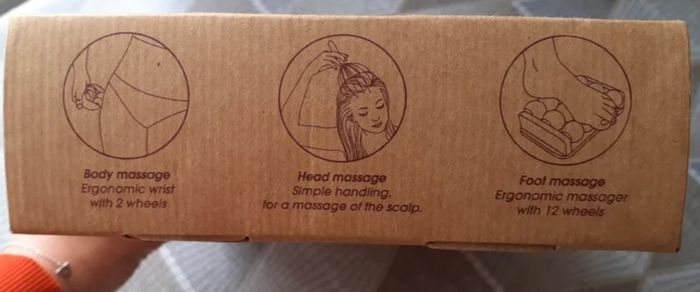 Body massage
Ergonomic wrist
with 2 wheels
Head massage
Simple handling,
for a massage of the scalp.
Foot massage
Ergonomic massager
with 12 wheels